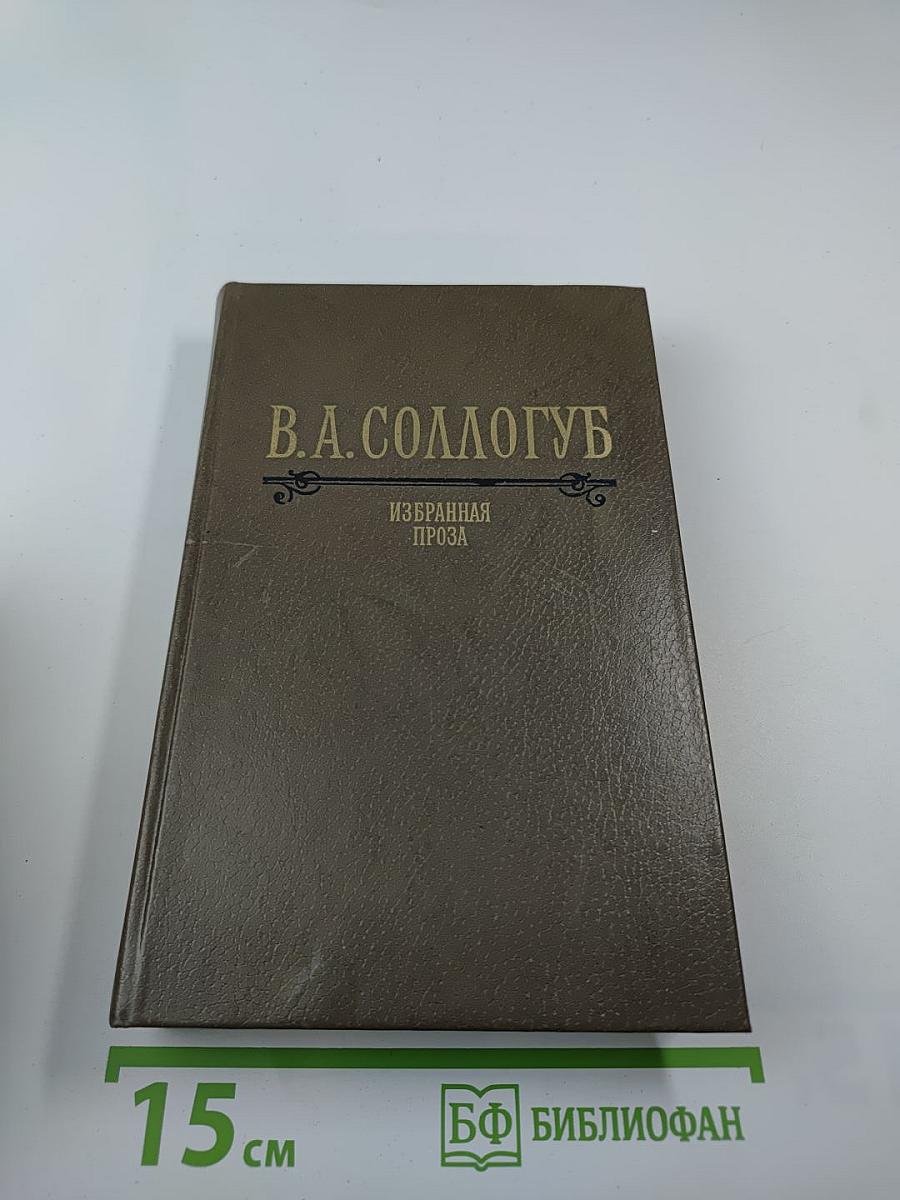 В.А.СОЛЛОГУБ
ИЗБРАННАЯ
ПРОЗА
15 см
БФ БИБЛИОФАН